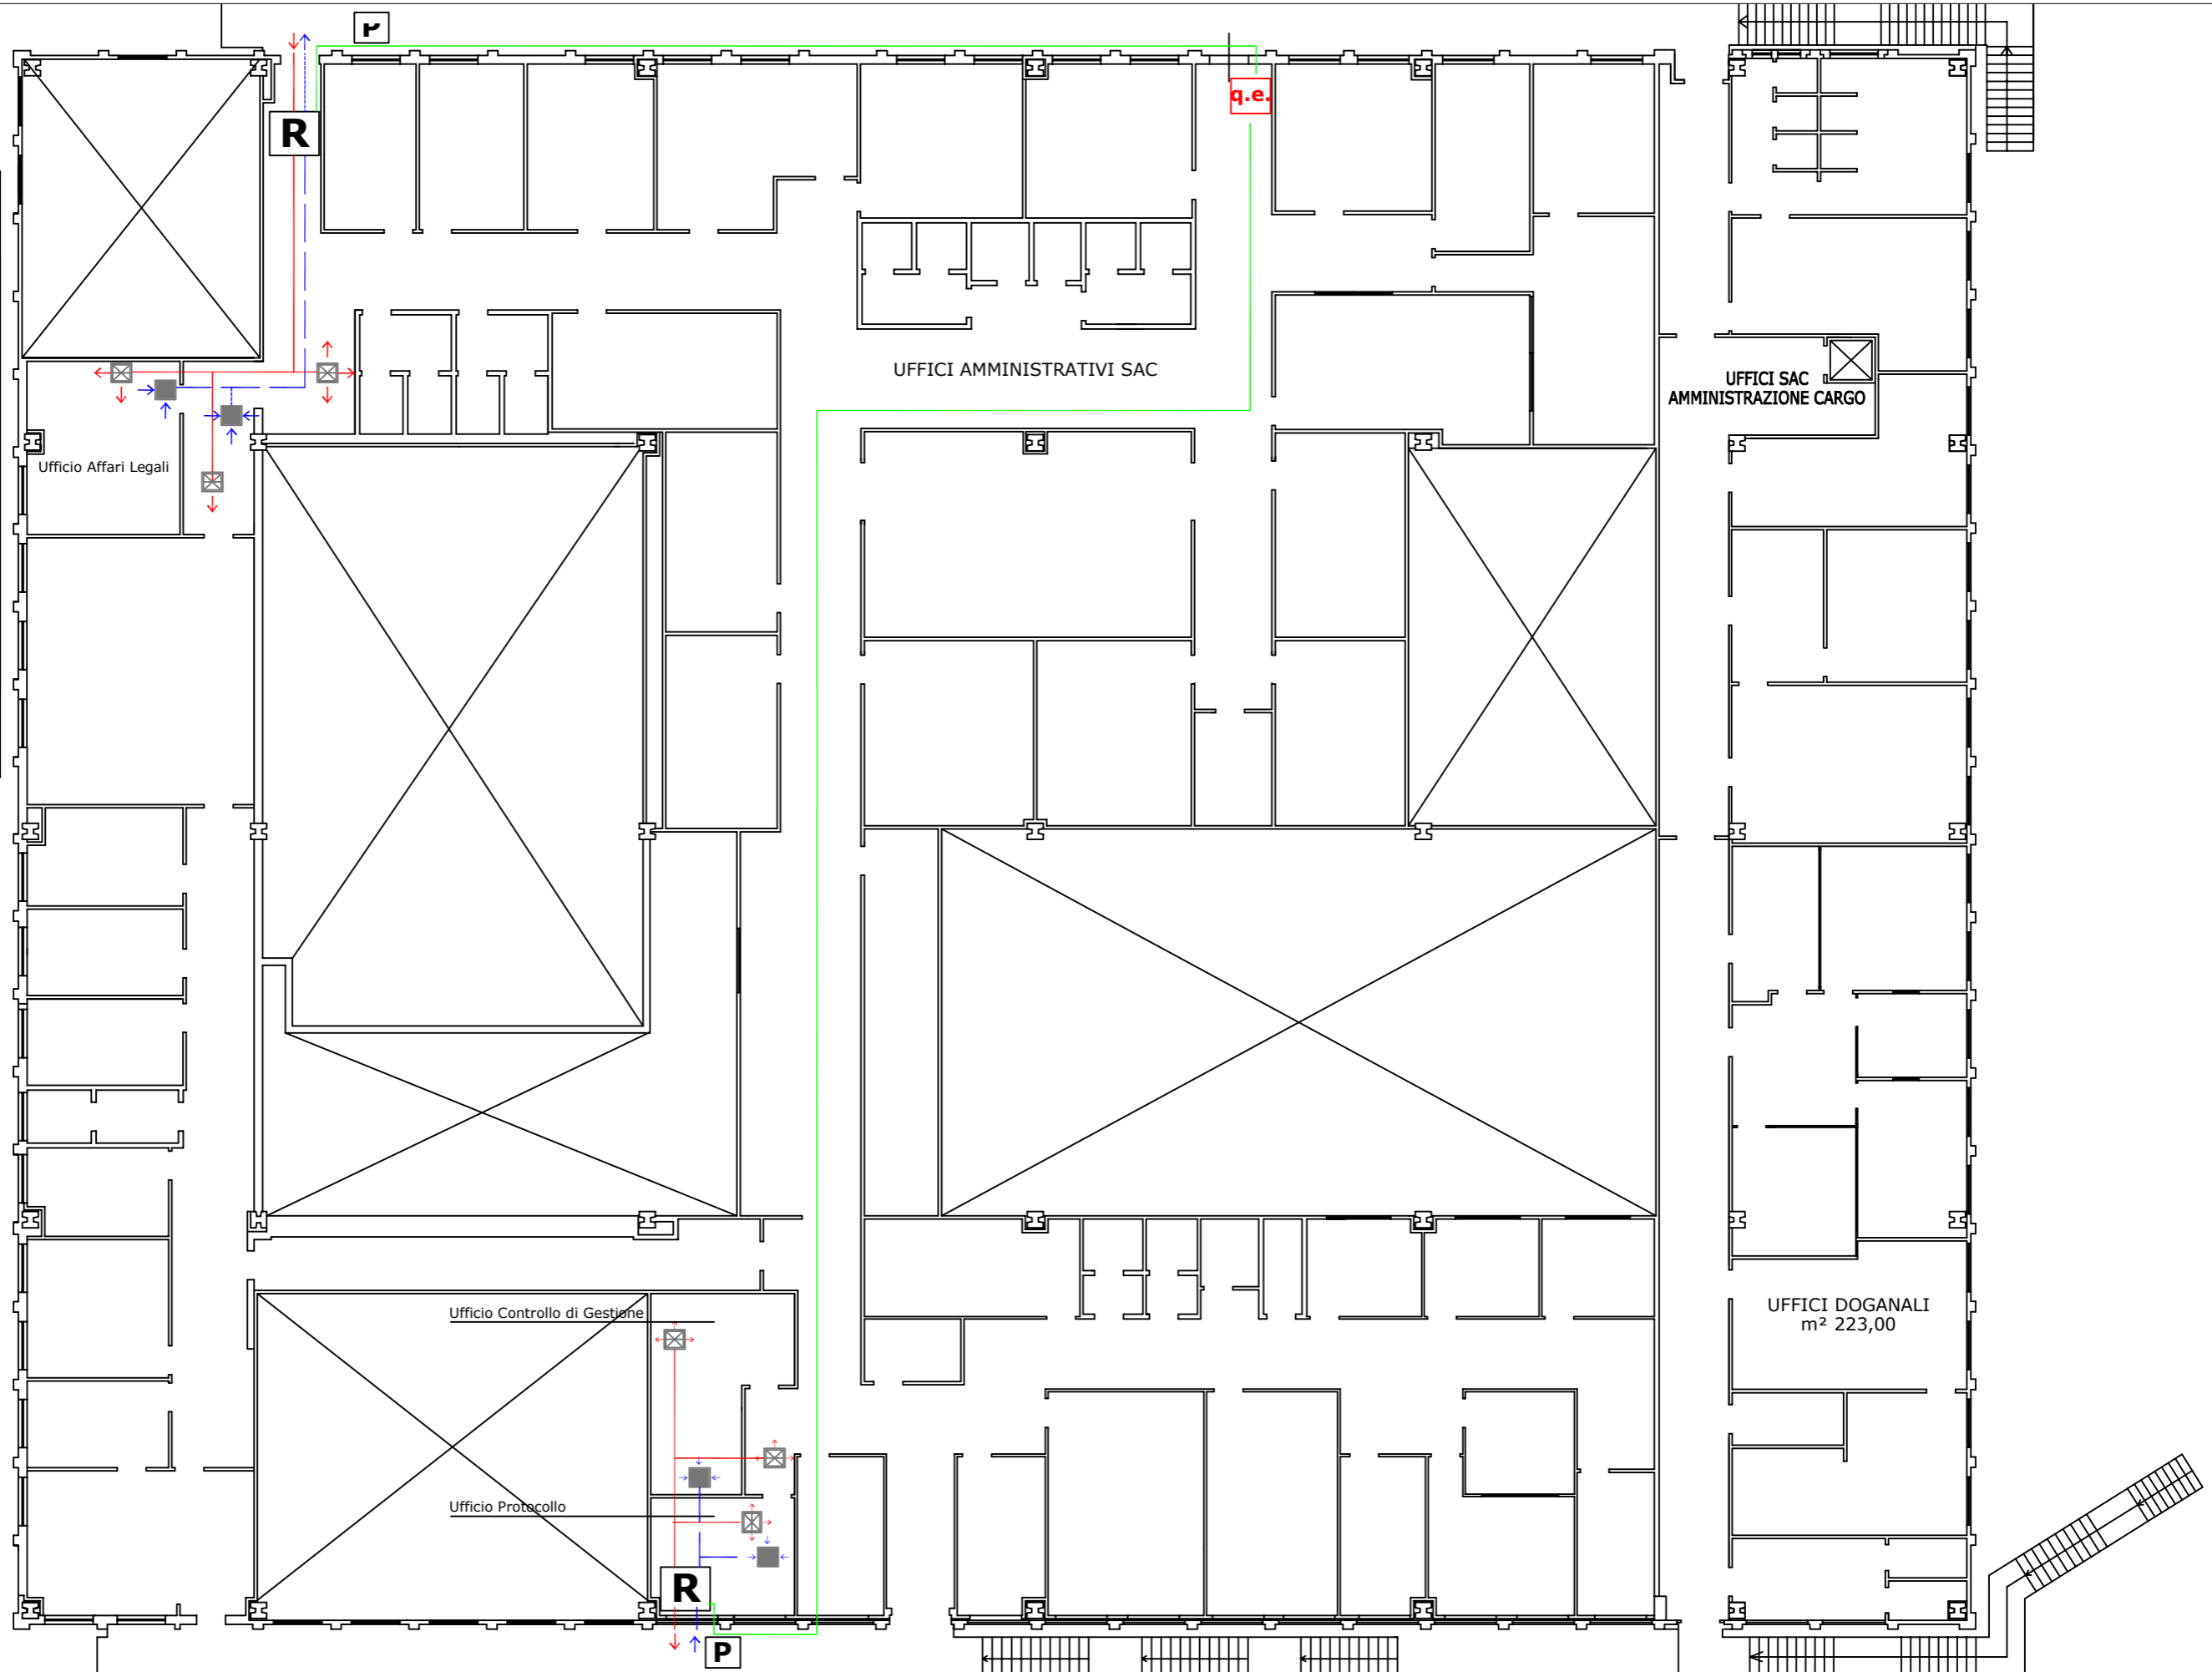 P
R
q.e.
UFFICI AMMINISTRATIVI SAC
UFFICI SAC
AMMINISTRAZIONE CARGO
Ufficio Affari Legali
UFFICI DOGANALI
m² 223,00
Ufficio Controllo di Gestione
Ufficio Protocollo
R
P